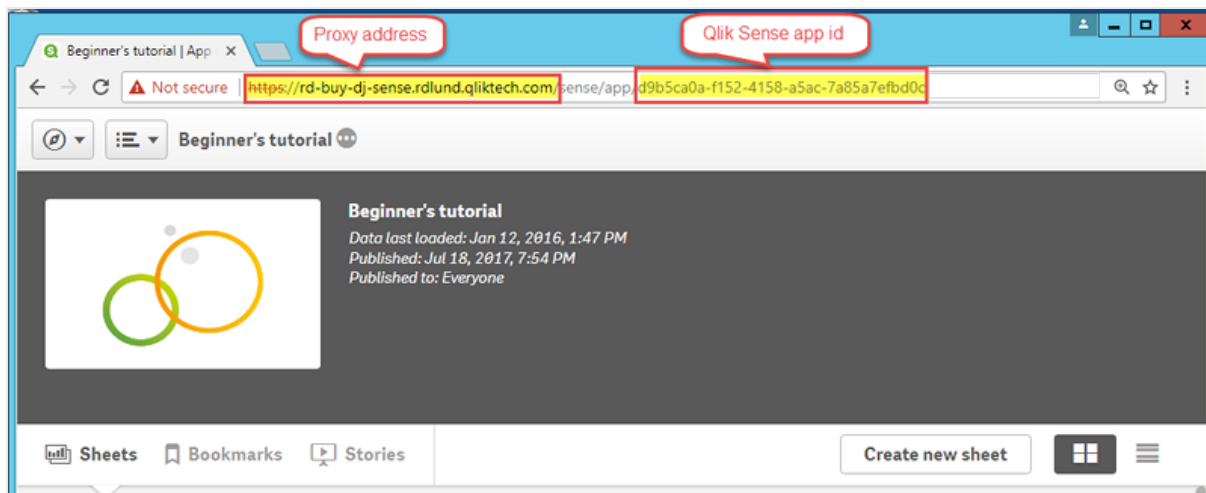 Proxy address
Qlik Sense app id
Beginner's tutorial | App
Not secure
https://rd-buy-dj-sense.rdlund.qliktech.com/sense/app/d9b5ca0a-f152-4158-a5ac-7a85a7efbd0c
Beginner's tutorial
Beginner's tutorial
Data last loaded: Jan 12, 2016, 1:47 PM
Published: Jul 18, 2017, 7:54 PM
Published to: Everyone
Sheets Bookmarks Stories Create new sheet